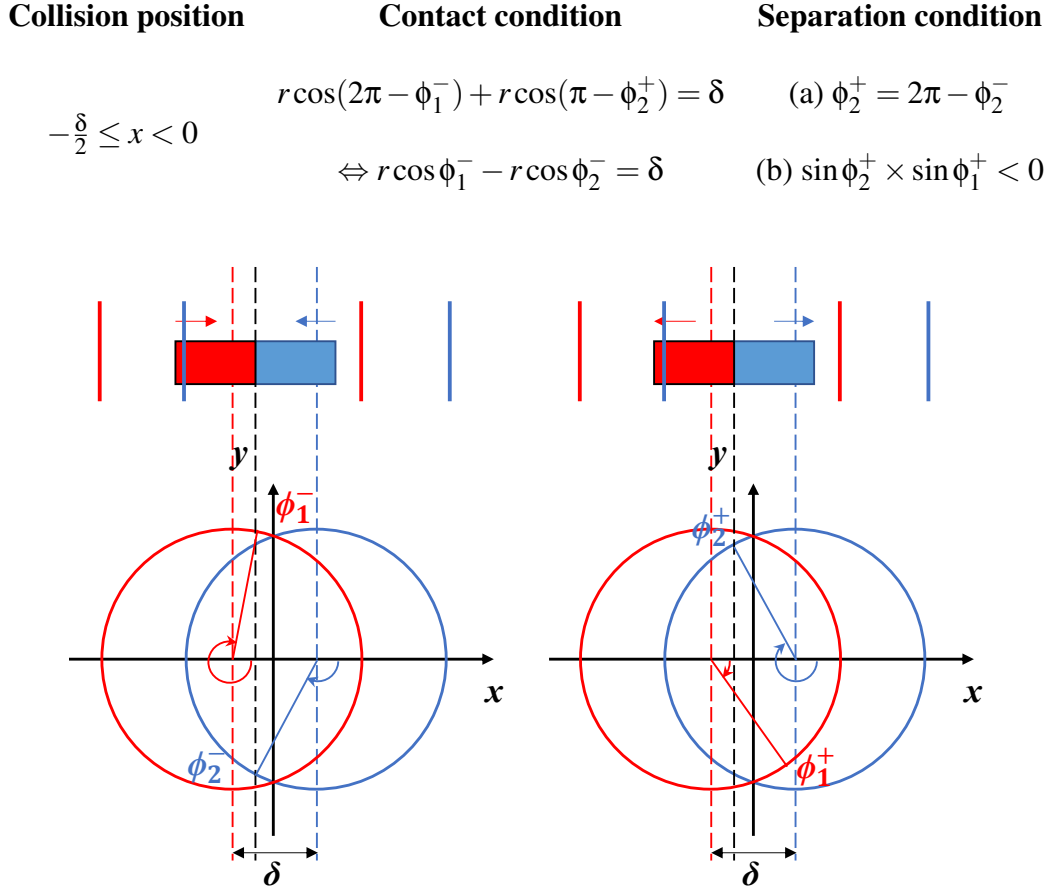 Collision position Contact condition Separation condition
r cos(2π − ϕ₁⁻) + r cos(π − ϕ₂⁺) = δ (a) ϕ₂⁺ = 2π − ϕ₂⁻
−δ/2 ≤ x < 0
⇔ r cos ϕ₁⁻ − r cos ϕ₂⁻ = δ (b) sin ϕ₂⁺ × sin ϕ₁⁺ < 0
y y
ϕ₁⁻ ϕ₂⁺
x x
ϕ₂⁻ ϕ₁⁺
δ δ